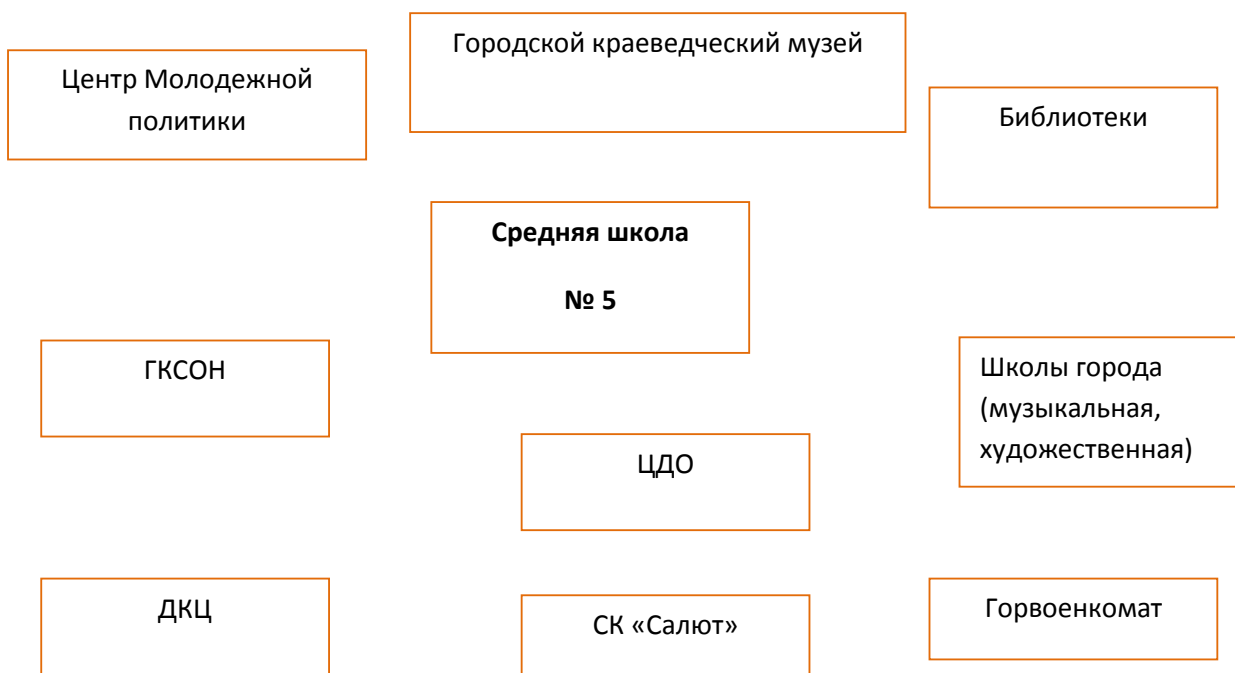 Городской краеведческий музей
Центр Молодежной
политики
Библиотеки
Средняя школа
№ 5
ГКСОН
Школы города
(музыкальная,
художественная)
ЦДО
ДКЦ
СК «Салют»
Горвоенкомат